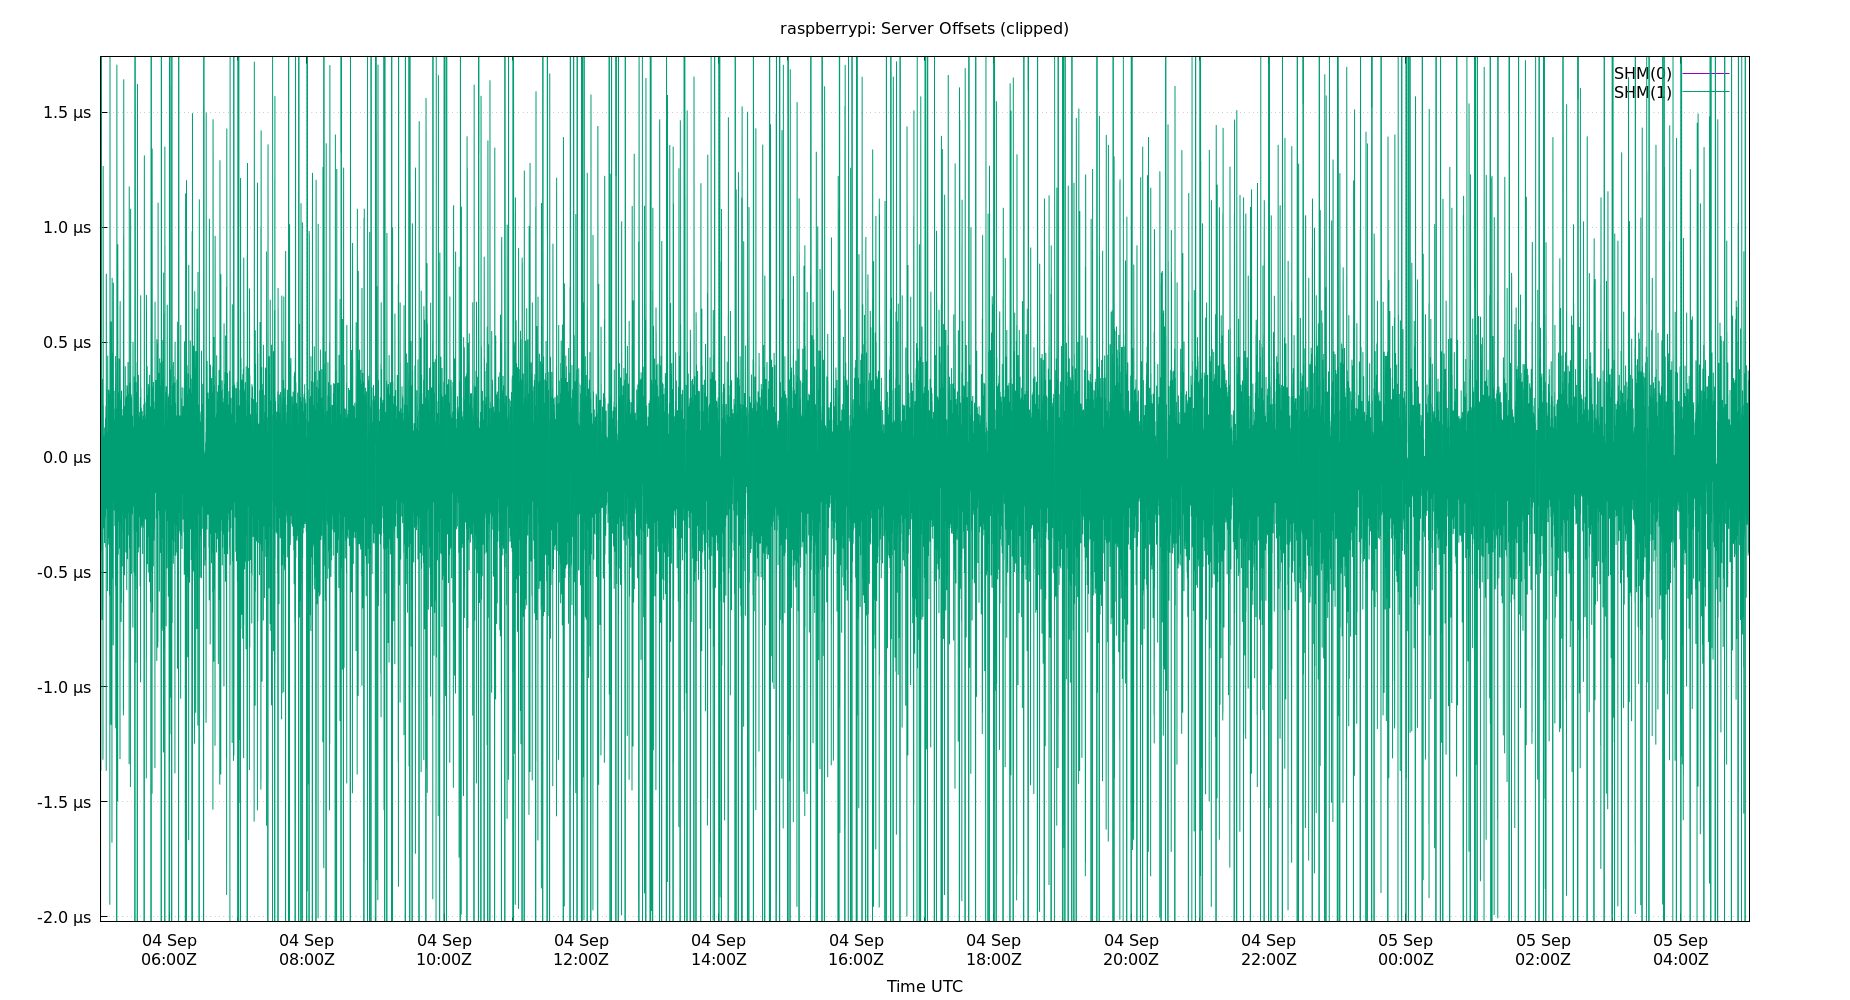 raspberrypi: Server Offsets (clipped)
SHM(0)
SHM(1)
1.5 µs
1.0 µs
0.5 µs
0.0 µs
-0.5 µs
-1.0 µs
-1.5 µs
-2.0 µs
04 Sep 04 Sep 04 Sep 04 Sep 04 Sep 04 Sep 04 Sep 04 Sep 04 Sep 05 Sep 05 Sep 05 Sep
06:00Z 08:00Z 10:00Z 12:00Z 14:00Z 16:00Z 18:00Z 20:00Z 22:00Z 00:00Z 02:00Z 04:00Z
Time UTC